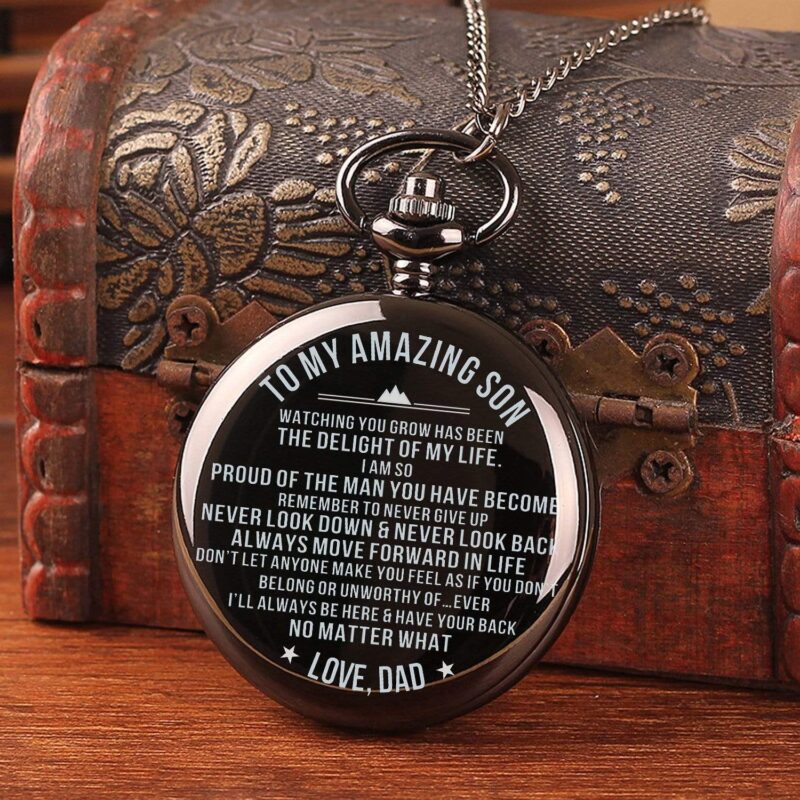 TO MY AMAZING SON
WATCHING YOU GROW HAS BEEN
THE DELIGHT OF MY LIFE.
I AM SO
PROUD OF THE MAN YOU HAVE BECOME
REMEMBER TO NEVER GIVE UP
NEVER LOOK DOWN & NEVER LOOK BACK
ALWAYS MOVE FORWARD IN LIFE
DON'T LET ANYONE MAKE YOU FEEL AS IF YOU DON'T
BELONG OR UNWORTHY OF...EVER
I'LL ALWAYS BE HERE & HAVE YOUR BACK
NO MATTER WHAT
LOVE, DAD